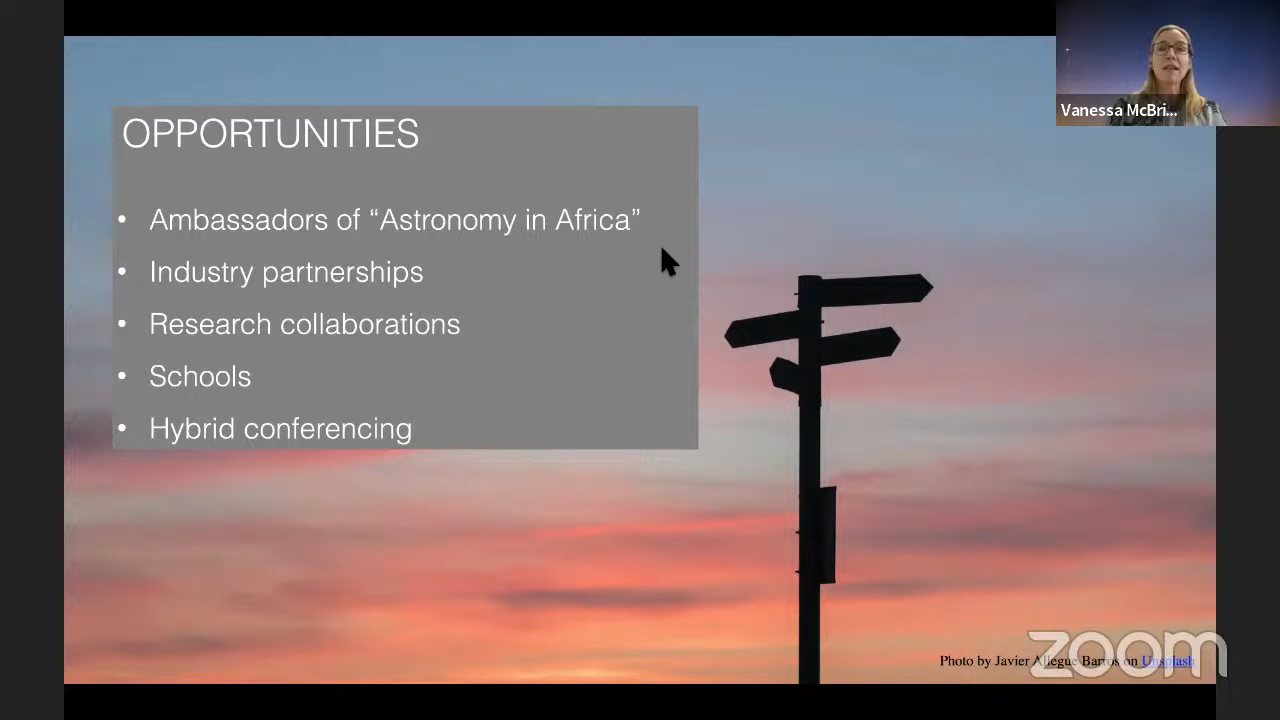 Vanessa McBri...
OPPORTUNITIES
• Ambassadors of “Astronomy in Africa”
• Industry partnerships
• Research collaborations
• Schools
• Hybrid conferencing
Photo by Javier Allegue Barros on Unsplash
zoom